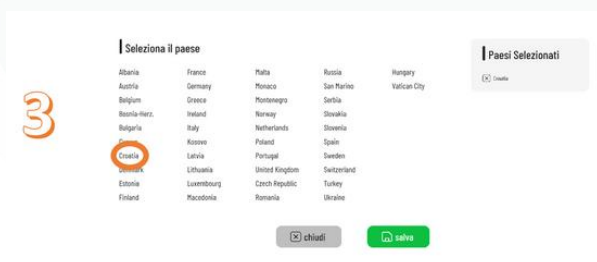 3
Seleziona il paese
Albania France Malta Russia Hungary
Austria Germany Monaco San Marino Vatican City
Belgium Greece Montenegro Serbia
Bosnia-Herz. Ireland Norway Slovakia
Bulgaria Italy Netherlands Slovenia
Kosovo Poland Spain
Croatia Latvia Portugal Sweden
Denmark Lithuania United Kingdom Switzerland
Estonia Luxembourg Czech Republic Turkey
Finland Macedonia Romania Ukraine
Paesi Selezionati
Croatia
chiudi
salva